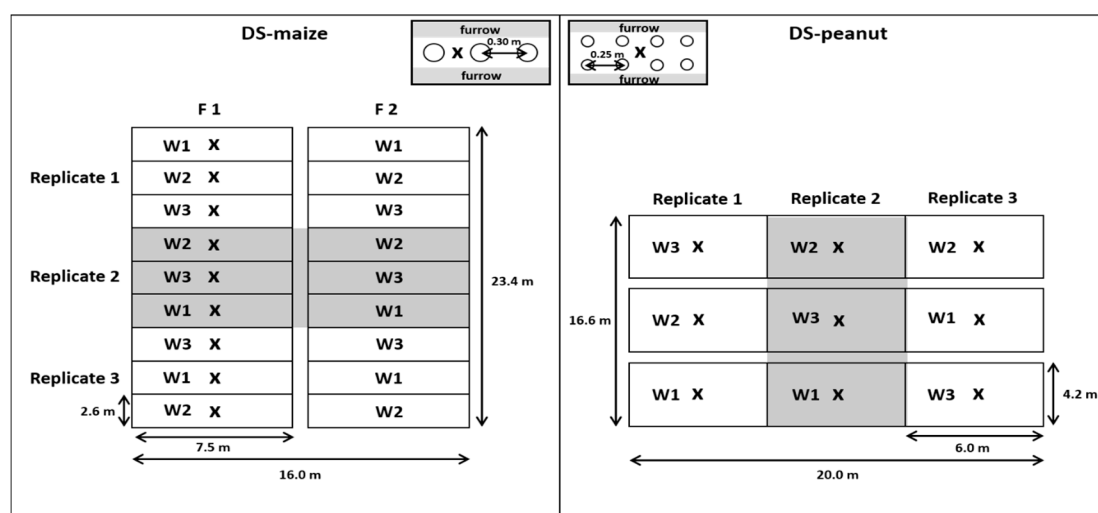 DS-maize
furrow
0.30 m
X
furrow
F 1
F 2
W1 X
W1
Replicate 1
W2 X
W2
W3 X
W3
W2 X
W2
Replicate 2
W3 X
W3
23.4 m
W1 X
W1
W3 X
W3
Replicate 3
W1 X
W1
2.6 m
W2 X
W2
7.5 m
16.0 m
DS-peanut
furrow
X
0.25 m
furrow
Replicate 1
Replicate 2
Replicate 3
W3 X
W2 X
W2 X
16.6 m
W2 X
W3 X
W1 X
W1 X
W1 X
W3 X
4.2 m
6.0 m
20.0 m